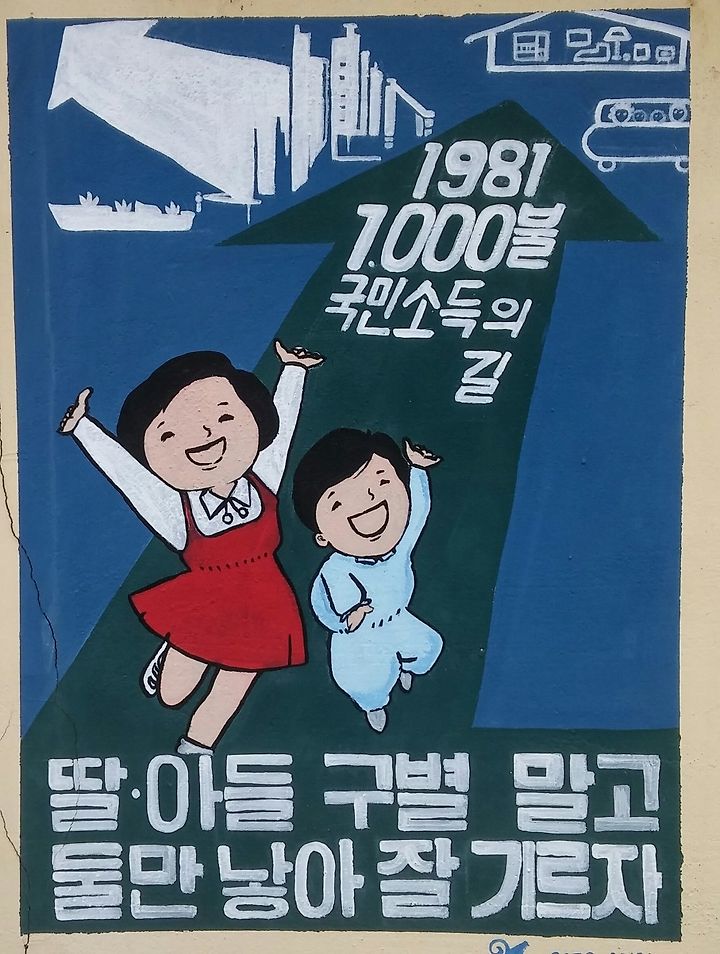 1981
1.000불
국민소득의
길
딸·아들 구별 말고
둘만 낳아 잘 기르자